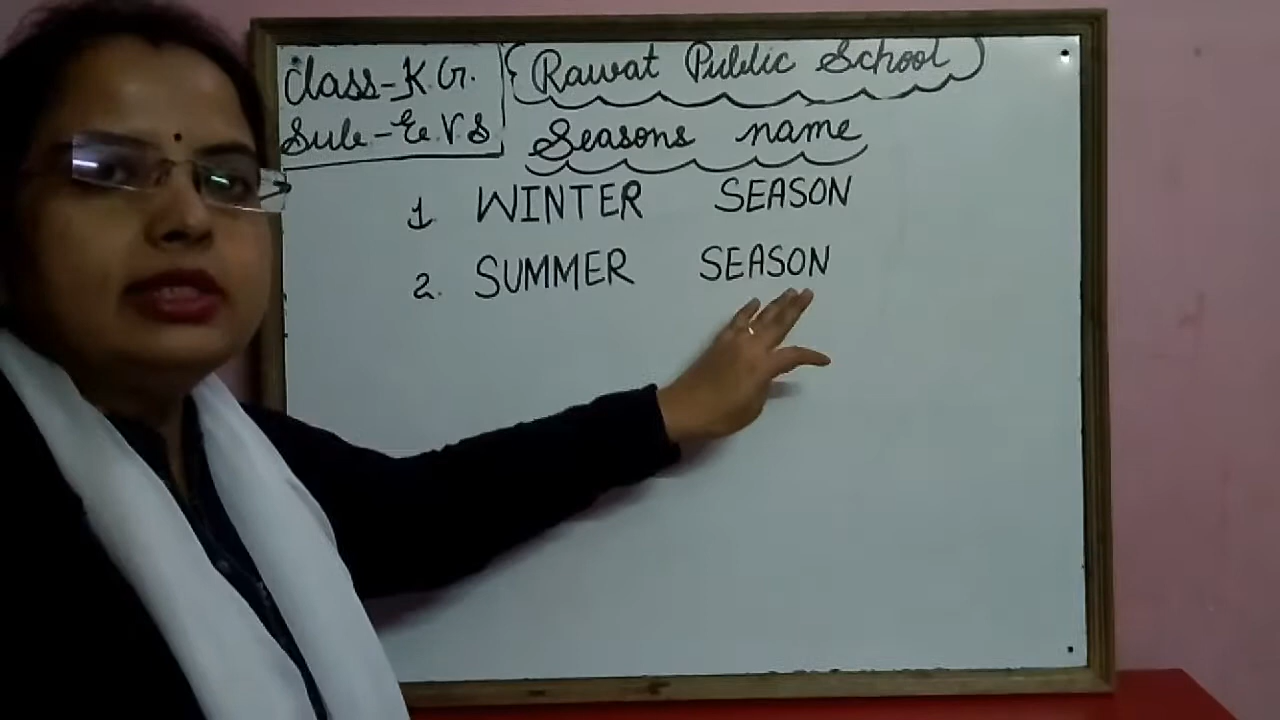 Class-K G.
Sub-E.V S
Rawat Public School
Seasons name
1. WINTER SEASON
2. SUMMER SEASON